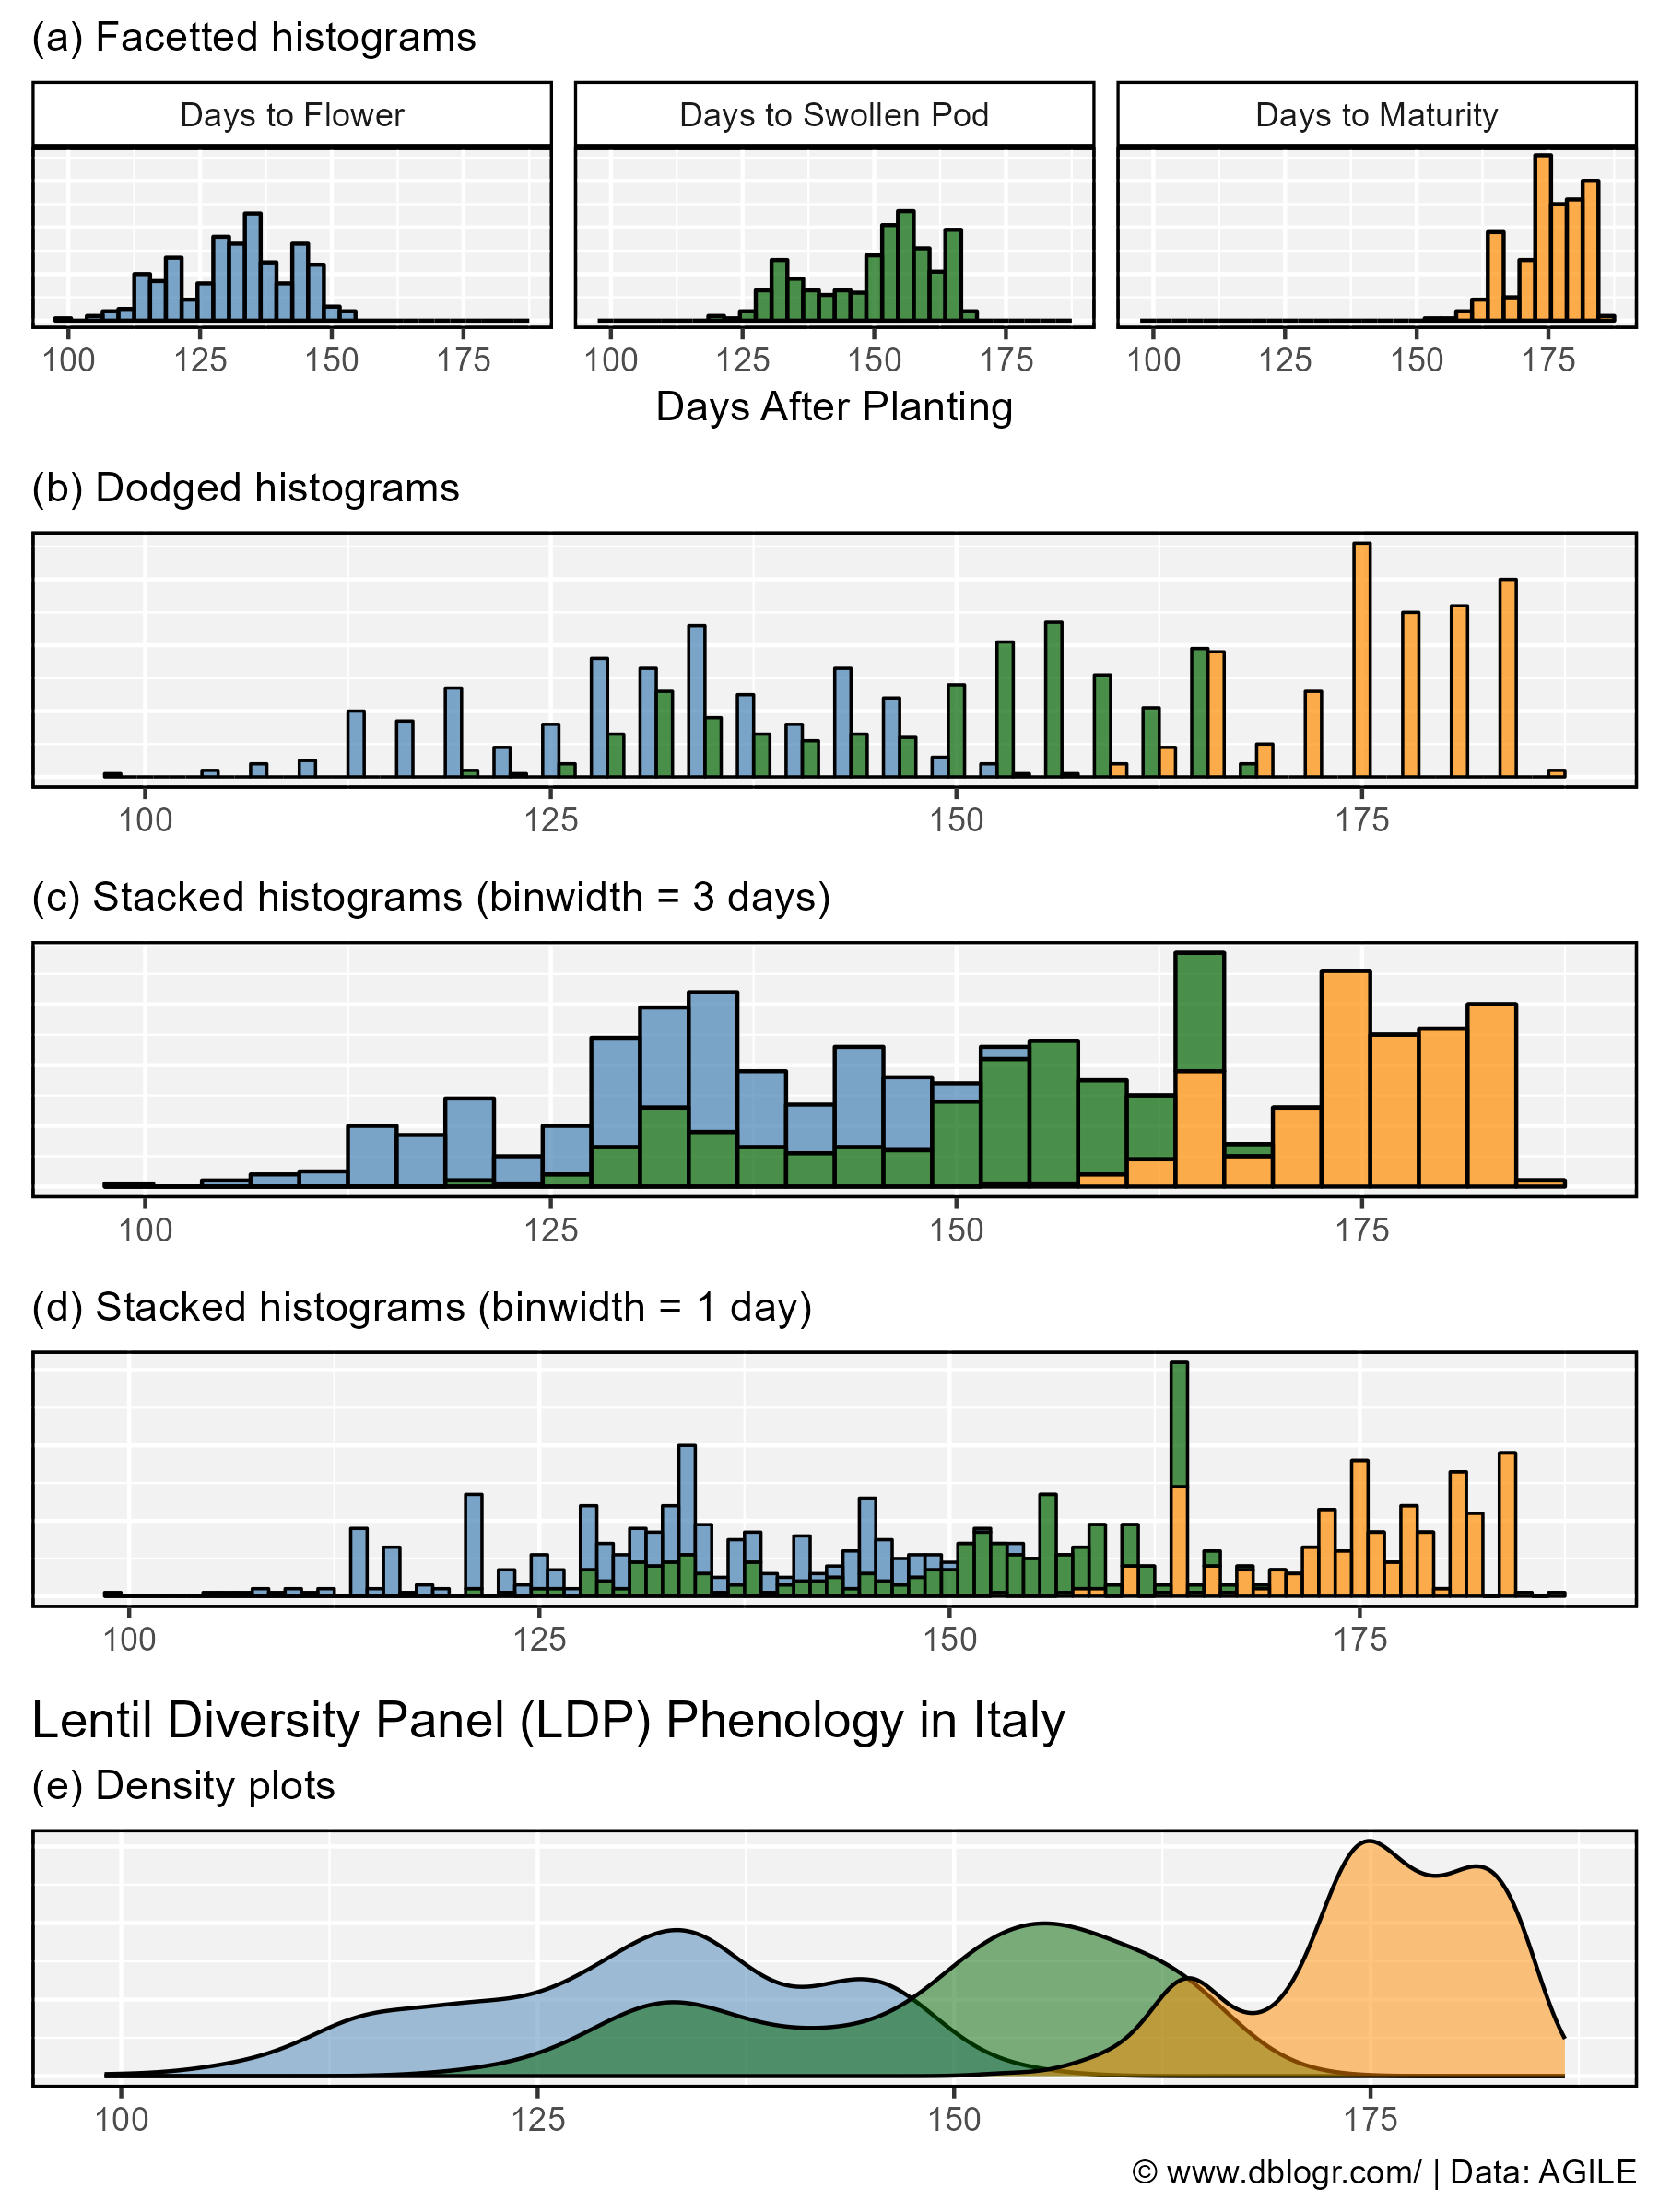 (a) Facetted histograms
Days to Flower Days to Swollen Pod Days to Maturity
100 125 150 175 100 125 150 175 100 125 150 175
Days After Planting
(b) Dodged histograms
100 125 150 175
(c) Stacked histograms (binwidth = 3 days)
100 125 150 175
(d) Stacked histograms (binwidth = 1 day)
100 125 150 175
Lentil Diversity Panel (LDP) Phenology in Italy
(e) Density plots
100 125 150 175
© www.dblogr.com/ | Data: AGILE